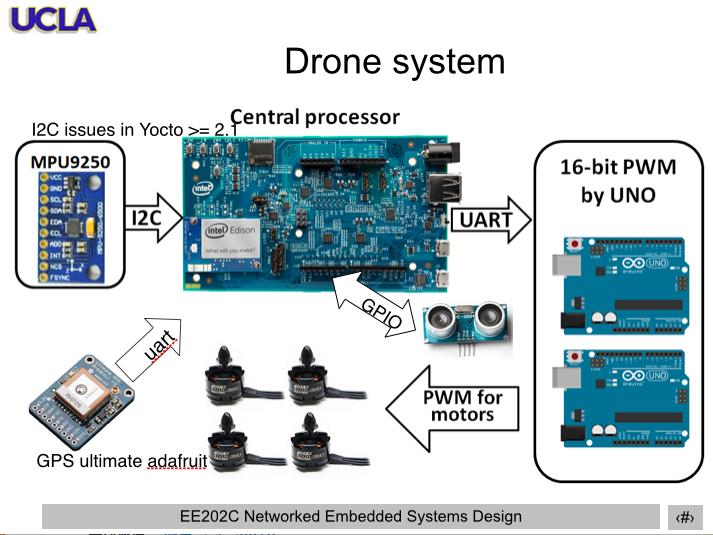 UCLA
Drone system
Central processor
I2C issues in Yocto >= 2.1
MPU9250
VCC
GND
SCL
SDA
EDA
ECL
ADO
INT
NCS
FSYNC
I2C
intel
intel Edison
What will you make?
UART
16-bit PWM
by UNO
UNO
Arduino
UNO
Arduino
GPIO
uart
PWM for
motors
GPS ultimate adafruit
EE202C Networked Embedded Systems Design
‹#›